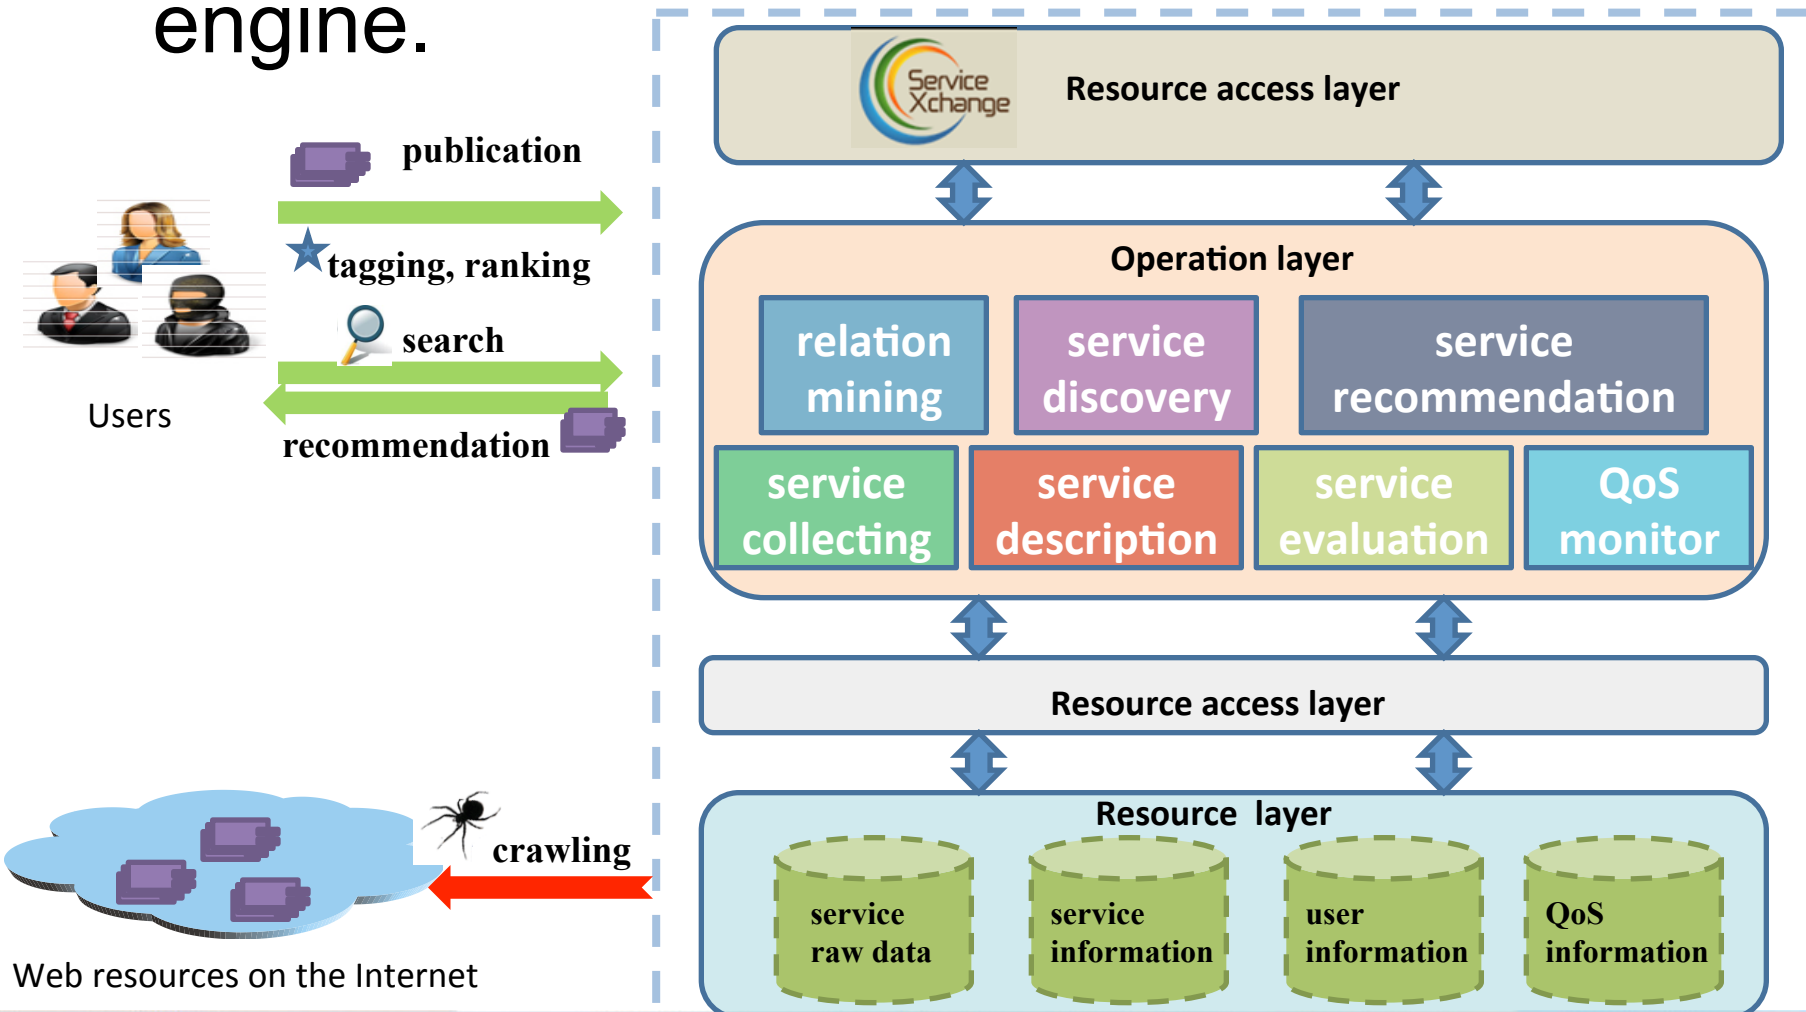 engine.
publication
tagging, ranking
search
recommendation
Users
crawling
Web resources on the Internet
Service
Xchange
Resource access layer
Operation layer
relation
mining
service
discovery
service
recommendation
service
collecting
service
description
service
evaluation
QoS
monitor
Resource access layer
Resource layer
service
raw data
service
information
user
information
QoS
information